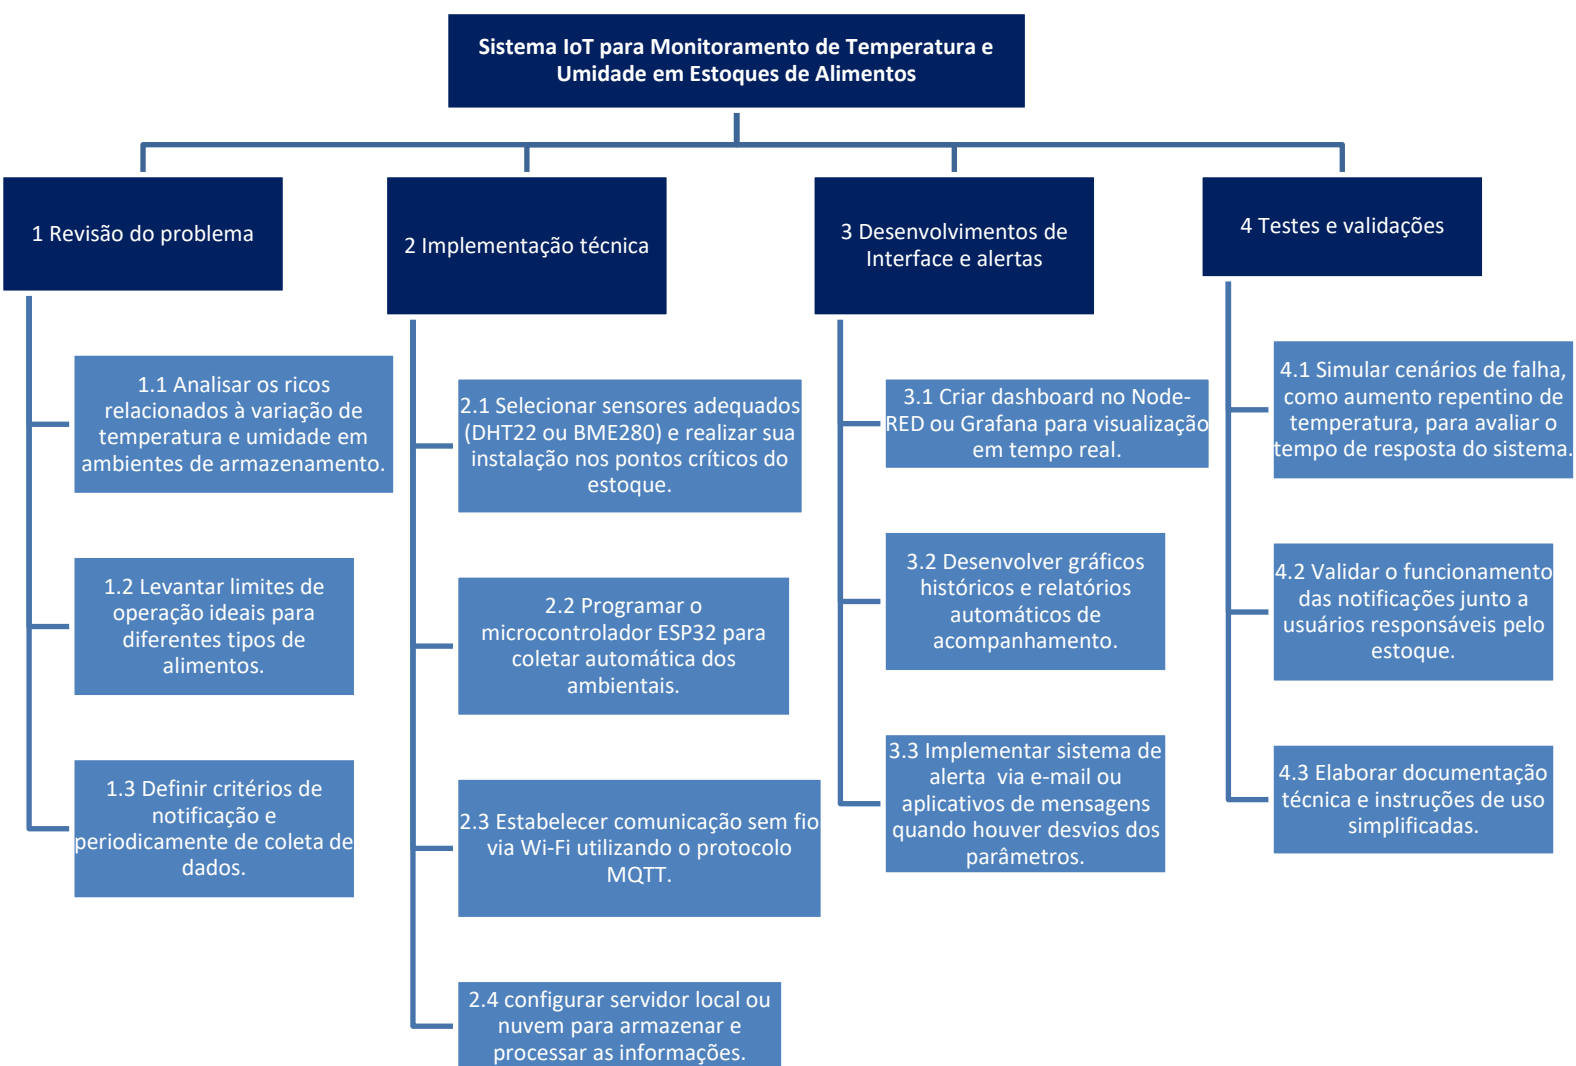 Sistema IoT para Monitoramento de Temperatura e
Umidade em Estoques de Alimentos
1 Revisão do problema
1.1 Analisar os ricos
relacionados à variação de
temperatura e umidade em
ambientes de armazenamento.
1.2 Levantar limites de
operação ideais para
diferentes tipos de
alimentos.
1.3 Definir critérios de
notificação e
periodicamente de coleta de
dados.
2 Implementação técnica
2.1 Selecionar sensores adequados
(DHT22 ou BME280) e realizar sua
instalação nos pontos críticos do
estoque.
2.2 Programar o
microcontrolador ESP32 para
coletar automática dos
ambientais.
2.3 Estabelecer comunicação sem fio
via Wi-Fi utilizando o protocolo
MQTT.
2.4 configurar servidor local ou
nuvem para armazenar e
processar as informações.
3 Desenvolvimentos de
Interface e alertas
3.1 Criar dashboard no Node-
RED ou Grafana para visualização
em tempo real.
3.2 Desenvolver gráficos
históricos e relatórios
automáticos de
acompanhamento.
3.3 Implementar sistema de
alerta  via e-mail ou
aplicativos de mensagens
quando houver desvios dos
parâmetros.
4 Testes e validações
4.1 Simular cenários de falha,
como aumento repentino de
temperatura, para avaliar o
tempo de resposta do sistema.
4.2 Validar o funcionamento
das notificações junto a
usuários responsáveis pelo
estoque.
4.3 Elaborar documentação
técnica e instruções de uso
simplificadas.